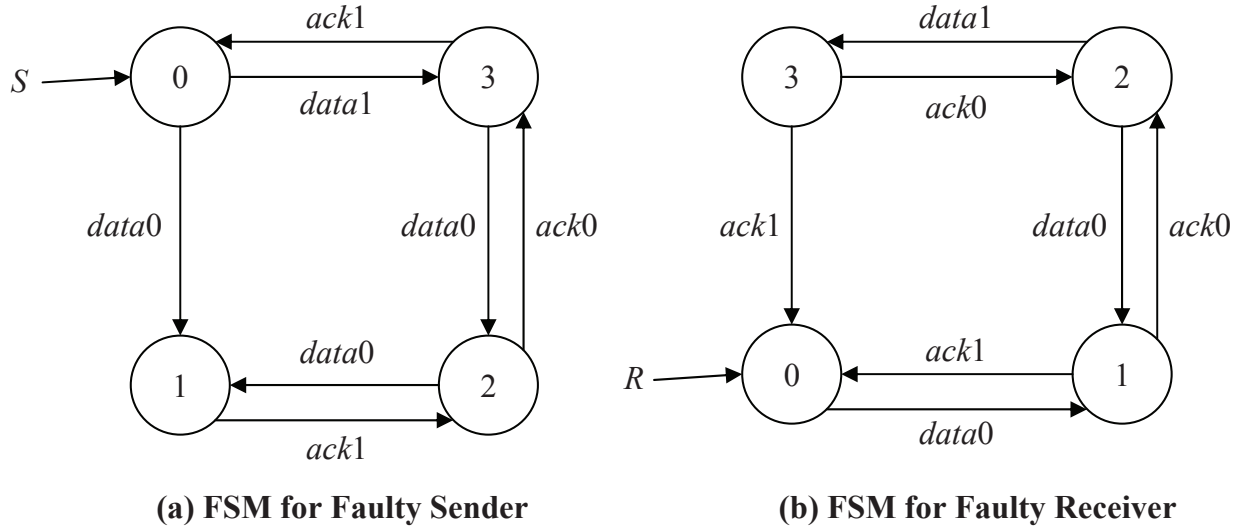 ack1
S
0
3
data1
data0
data0
ack0
data0
1
2
ack1
(a) FSM for Faulty Sender
data1
3
2
ack0
ack1
data0
ack0
R
ack1
0
1
data0
(b) FSM for Faulty Receiver